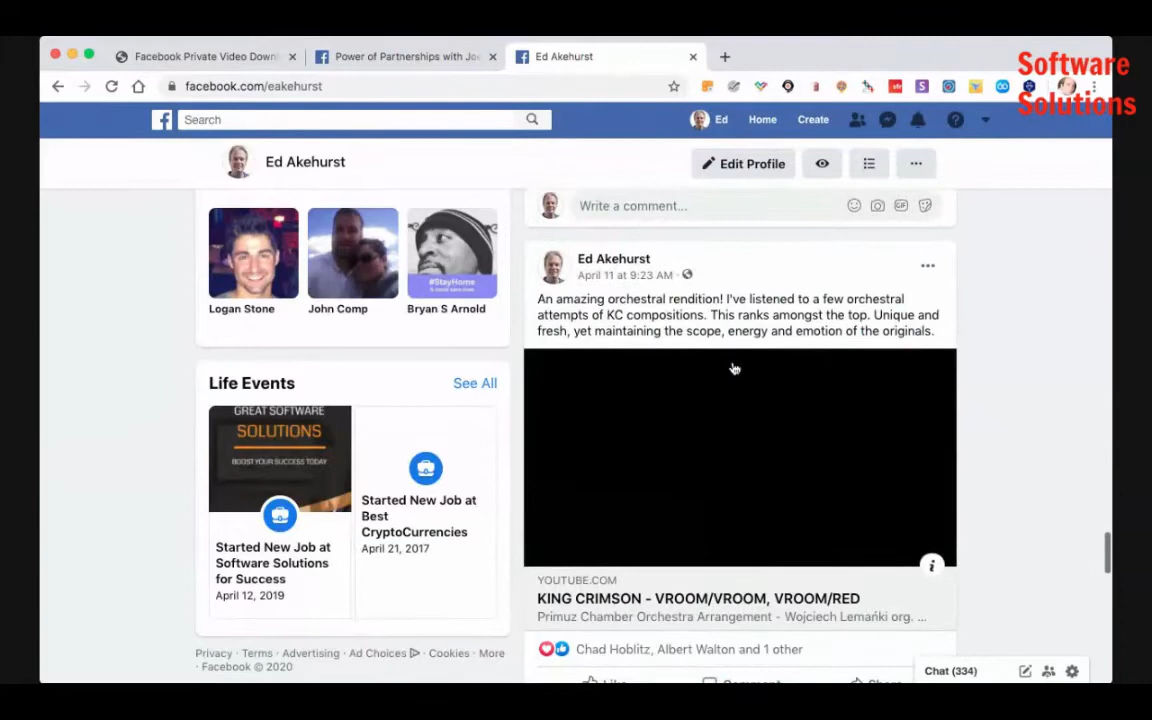 Facebook Private Video Downl
Power of Partnerships with Joe
Ed Akehurst
Software
Solutions
facebook.com/eakehurst
Search
Ed
Home
Create
Ed Akehurst
Edit Profile
Write a comment...
GIF
#StayHome
Logan Stone
John Comp
Bryan S Arnold
Ed Akehurst
April 11 at 9:23 AM ·
An amazing orchestral rendition! I've listened to a few orchestral
attempts of KC compositions. This ranks amongst the top. Unique and
fresh, yet maintaining the scope, energy and emotion of the originals.
Life Events
See All
GREAT SOFTWARE
SOLUTIONS
BOOST YOUR SUCCESS TODAY
Started New Job at
Software Solutions
for Success
April 12, 2019
Started New Job at
Best
CryptoCurrencies
April 21, 2017
YOUTUBE.COM
KING CRIMSON - VROOM/VROOM, VROOM/RED
Primuz Chamber Orchestra Arrangement - Wojciech Lemański org. ...
Chad Hoblitz, Albert Walton and 1 other
Like
Comment
Share
Privacy · Terms · Advertising · Ad Choices · Cookies · More
· Facebook © 2020
Chat (334)